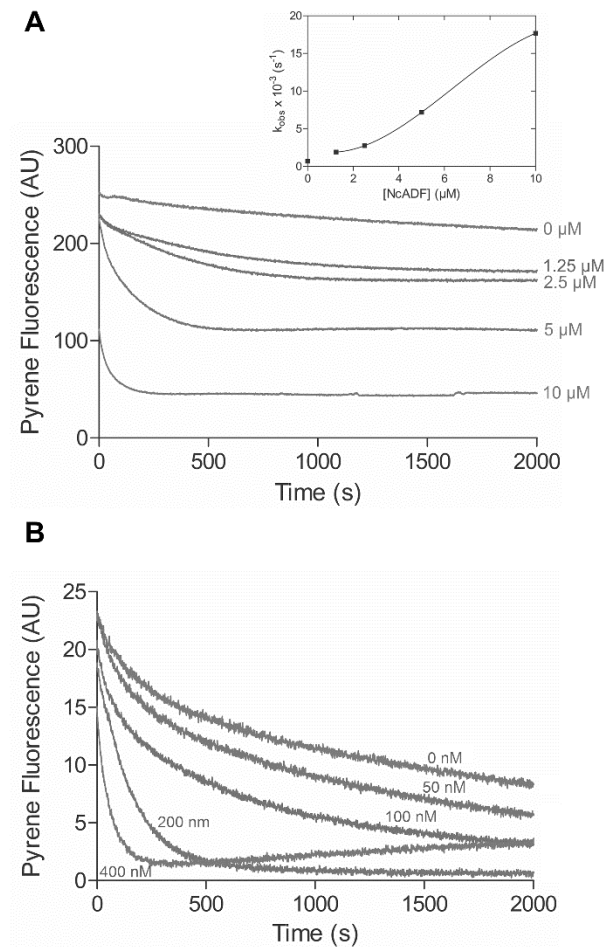 A
20
15
10
5
0
k_obs x 10⁻³ (s⁻¹)
0 2 4 6 8 10
[NcADF] (µM)
300
200
100
0
Pyrene Fluorescence (AU)
0 µM
1.25 µM
2.5 µM
5 µM
10 µM
0 500 1000 1500 2000
Time (s)
B
25
20
15
10
5
0
Pyrene Fluorescence (AU)
0 nM
50 nM
100 nM
200 nm
400 nM
0 500 1000 1500 2000
Time (s)